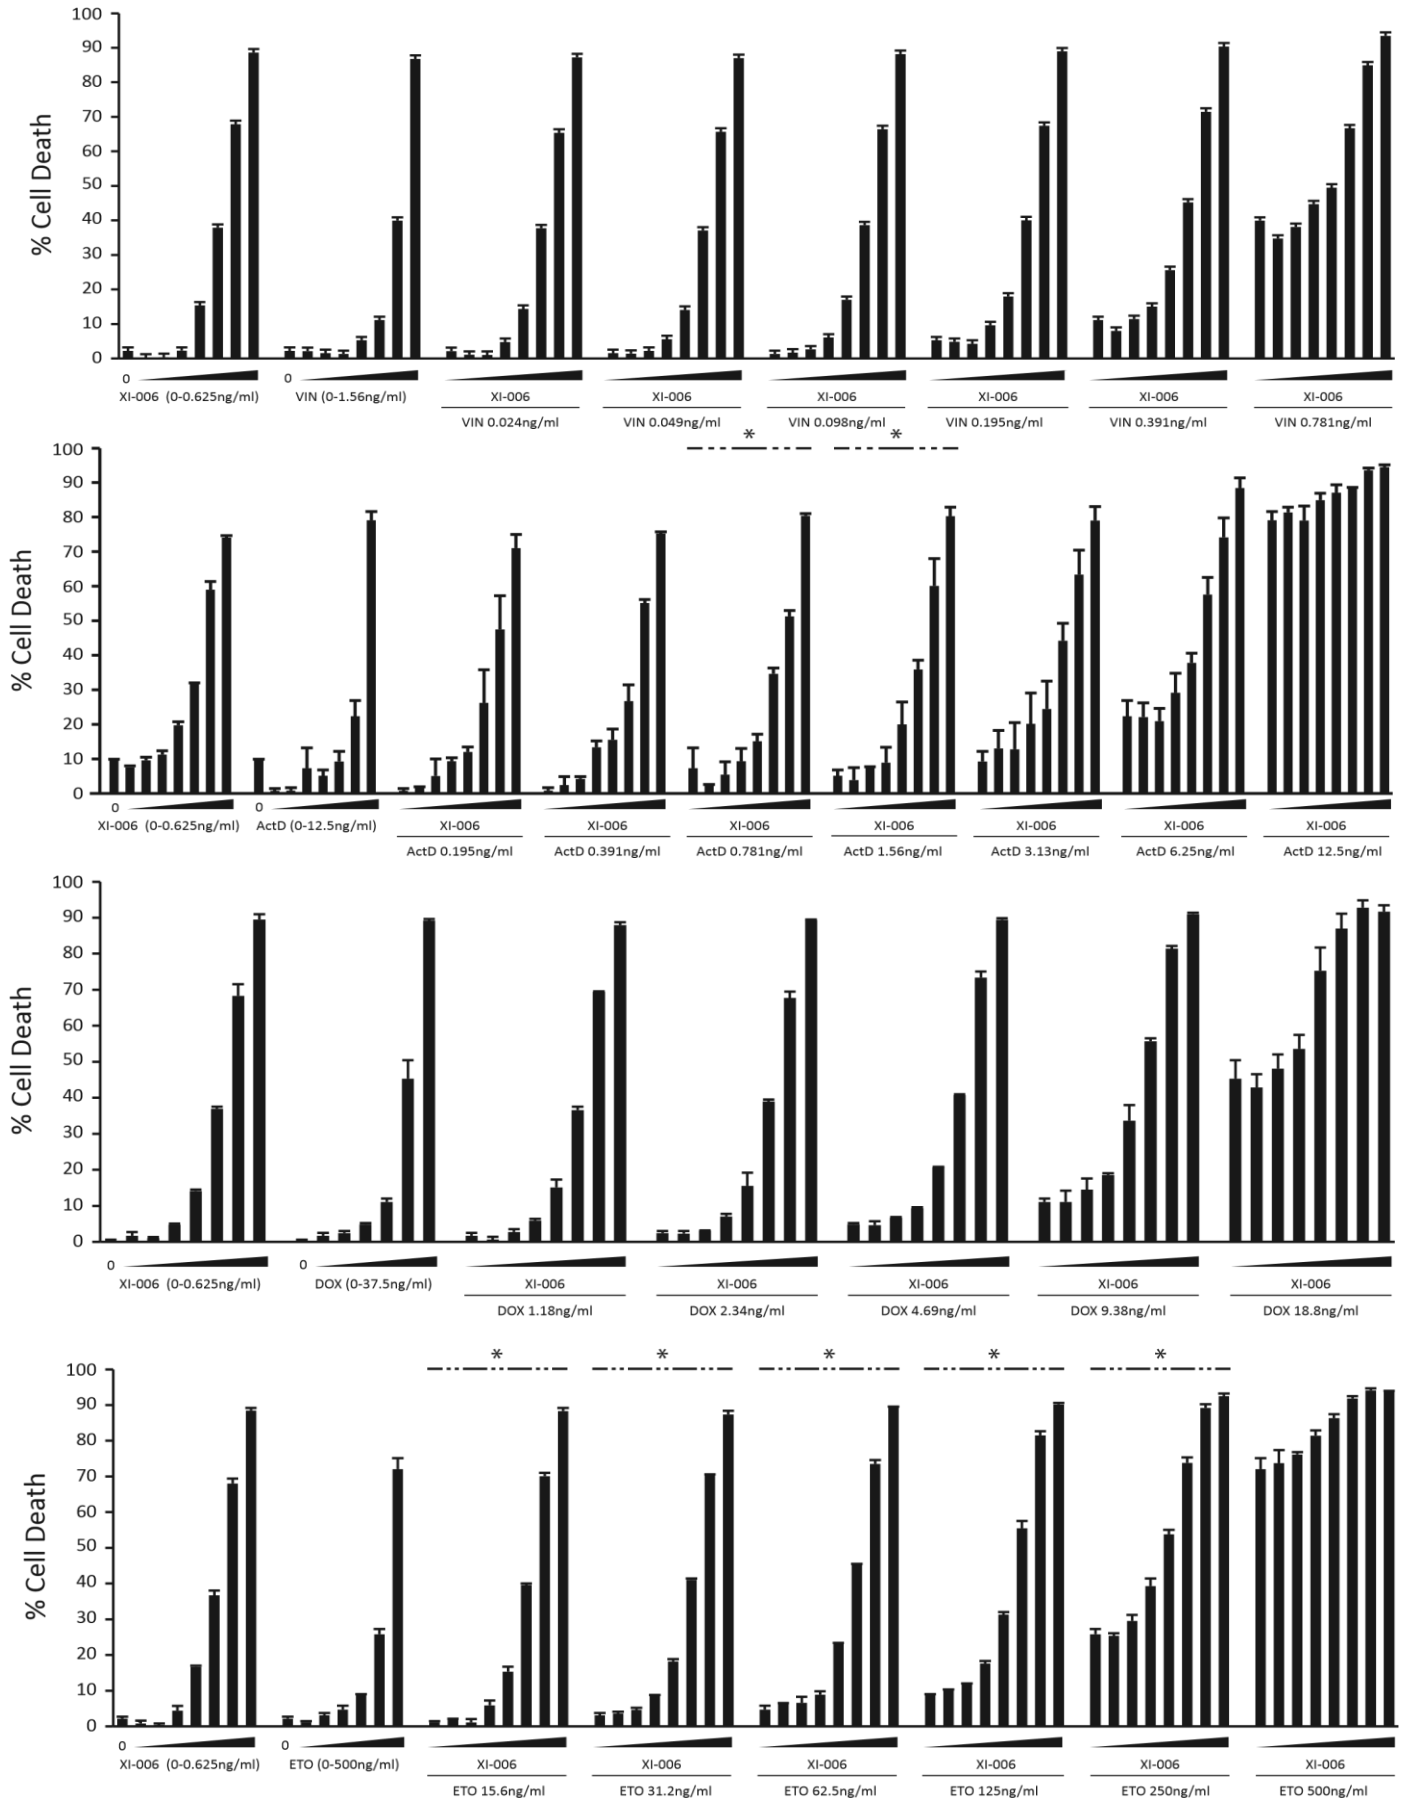 100
90
80
70
60
50
40
30
20
10
0
% Cell Death
0
0
XI-006 (0-0.625ng/ml)
VIN (0-1.56ng/ml)
XI-006
XI-006
XI-006
XI-006
XI-006
XI-006
VIN 0.024ng/ml
VIN 0.049ng/ml
VIN 0.098ng/ml
VIN 0.195ng/ml
VIN 0.391ng/ml
VIN 0.781ng/ml
*
*
100
90
80
70
60
50
40
30
20
10
0
% Cell Death
0
0
XI-006 (0-0.625ng/ml)
ActD (0-12.5ng/ml)
XI-006
XI-006
XI-006
XI-006
XI-006
XI-006
XI-006
ActD 0.195ng/ml
ActD 0.391ng/ml
ActD 0.781ng/ml
ActD 1.56ng/ml
ActD 3.13ng/ml
ActD 6.25ng/ml
ActD 12.5ng/ml
100
90
80
70
60
50
40
30
20
10
0
% Cell Death
0
0
XI-006 (0-0.625ng/ml)
DOX (0-37.5ng/ml)
XI-006
XI-006
XI-006
XI-006
XI-006
DOX 1.18ng/ml
DOX 2.34ng/ml
DOX 4.69ng/ml
DOX 9.38ng/ml
DOX 18.8ng/ml
*
*
*
*
*
100
90
80
70
60
50
40
30
20
10
0
% Cell Death
0
0
XI-006 (0-0.625ng/ml)
ETO (0-500ng/ml)
XI-006
XI-006
XI-006
XI-006
XI-006
XI-006
ETO 15.6ng/ml
ETO 31.2ng/ml
ETO 62.5ng/ml
ETO 125ng/ml
ETO 250ng/ml
ETO 500ng/ml